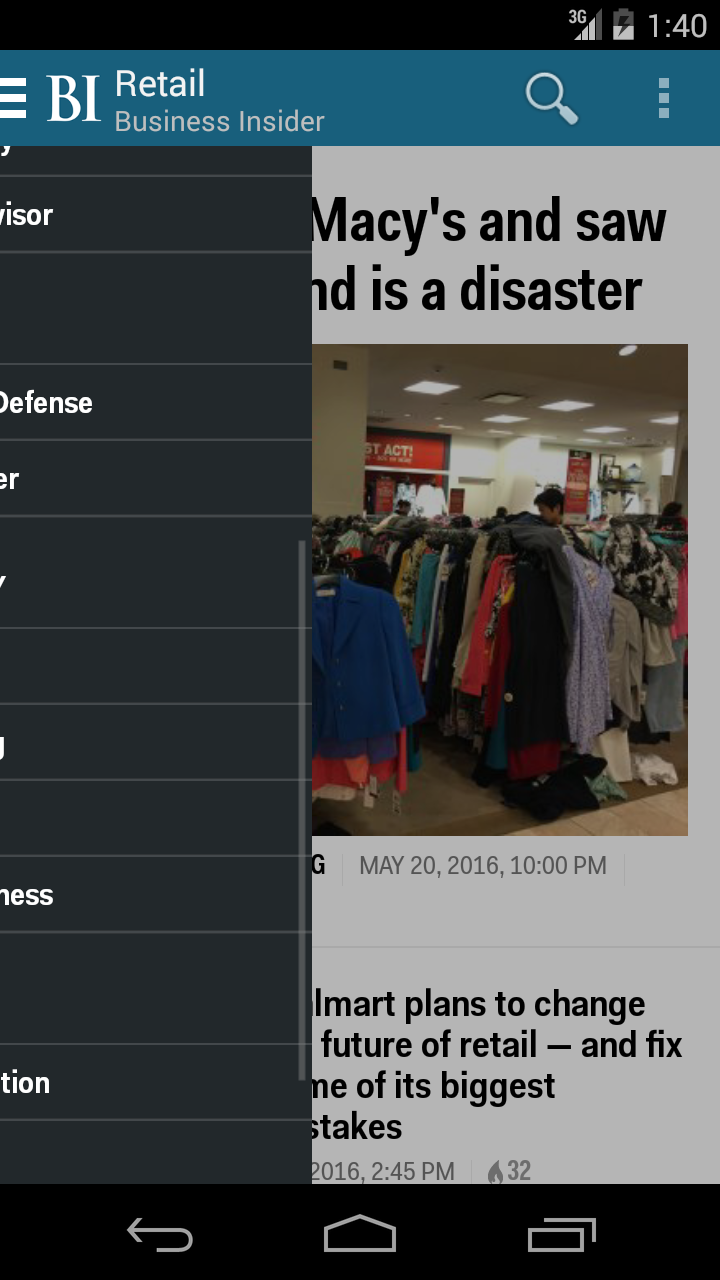 3G 1:40
BI Retail
Business Insider
y
visor
Macy's and saw
nd is a disaster
Defense
ST ACT!
er
y
g
G MAY 20, 2016, 10:00 PM
ness
lmart plans to change
future of retail — and fix
me of its biggest
stakes
tion
2016, 2:45 PM 32